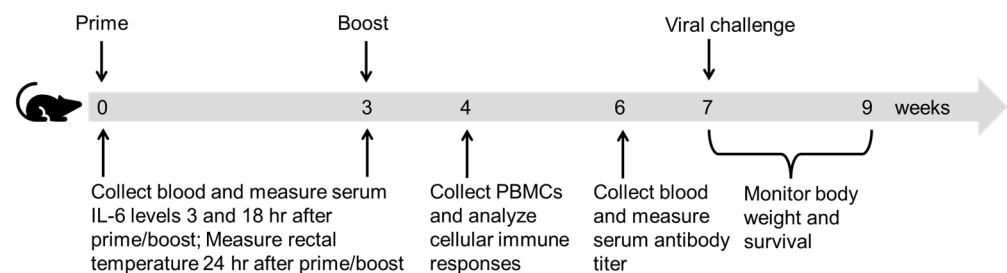 Prime
Boost
Viral challenge
0
3
4
6
7
9
weeks
Collect blood and measure serum
IL-6 levels 3 and 18 hr after
prime/boost; Measure rectal
temperature 24 hr after prime/boost
Collect PBMCs
and analyze
cellular immune
responses
Collect blood
and measure
serum antibody
titer
Monitor body
weight and
survival